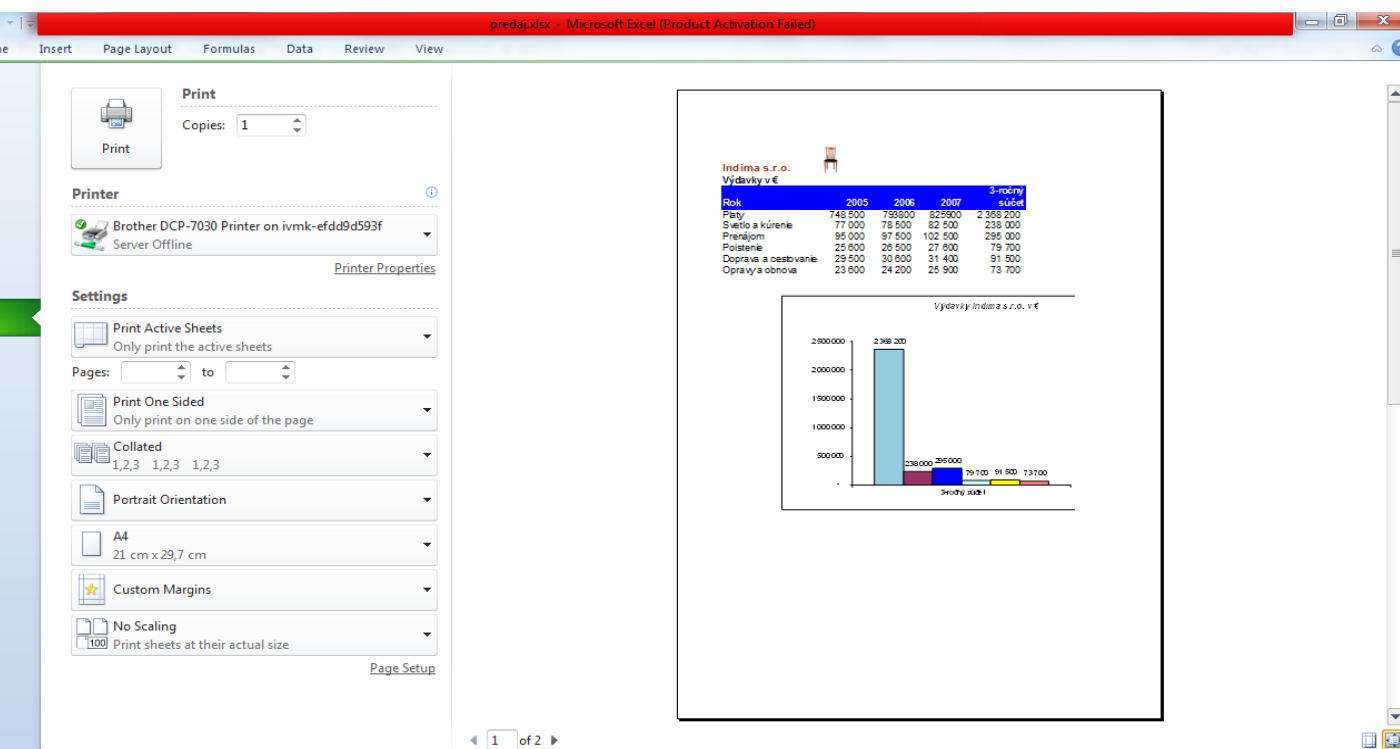 predaj.xlsx - Microsoft Excel (Product Activation Failed)
Insert Page Layout Formulas Data Review View
Print
Copies: 1
Print
Printer
Brother DCP-7030 Printer on ivmk-efdd9d593f
Server Offline
Printer Properties
Settings
Print Active Sheets
Only print the active sheets
Pages: to
Print One Sided
Only print on one side of the page
Collated
1,2,3 1,2,3 1,2,3
Portrait Orientation
A4
21 cm x 29,7 cm
Custom Margins
No Scaling
100 Print sheets at their actual size
Page Setup
Indima s.r.o.
Výdavky v €
3-ročný
Rok 2005 2006 2007 súčet
Platy 748 500 793800 825900 2 368 200
Svetlo a kúrenie 77 000 78 500 82 500 238 000
Prenájom 95 000 97 500 102 500 295 000
Poistenie 25 600 26 500 27 600 79 700
Doprava a cestovanie 29 500 30 600 31 400 91 500
Opravy a obnova 23 600 24 200 25 900 73 700
Výdavky Indima s.r.o. v €
2500000 2 368 200
2000000
1500000
1000000
500000
238000 295000 79 700 91 500 73700
-
3-ročný súčet
1 of 2